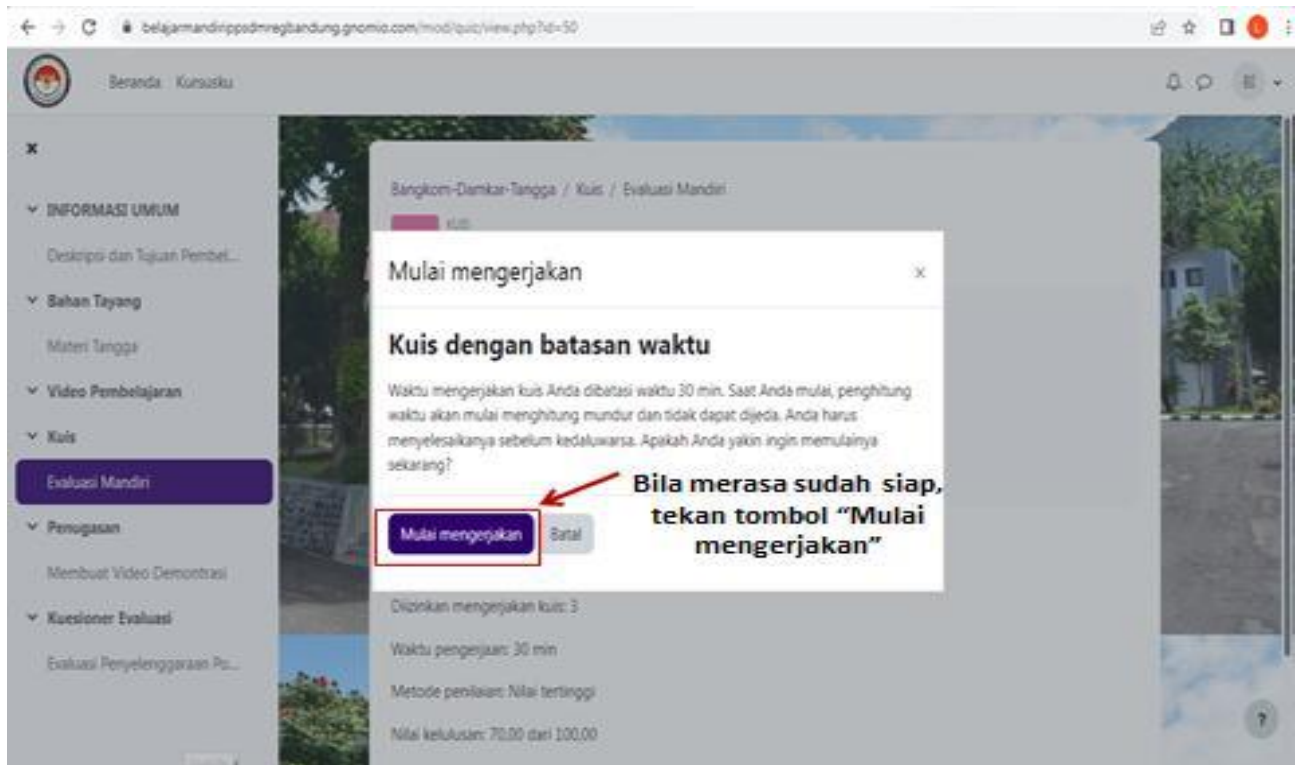 belajarmandirippsdmregbandung.gnomio.com/mod/quiz/view.php?id=50
L
Beranda Kursusku
INFORMASI UMUM
Deskripsi dan Tujuan Pembel...
Bahan Tayang
Materi Tangga
Video Pembelajaran
Kuis
Evaluasi Mandiri
Penugasan
Membuat Video Demontrasi
Kuesioner Evaluasi
Evaluasi Penyelenggaraan Po...
Bangkom-Damkar-Tangga / Kuis / Evaluasi Mandiri
KUIS
Mulai mengerjakan
Kuis dengan batasan waktu
Waktu mengerjakan kuis Anda dibatasi waktu 30 min. Saat Anda mulai, penghitung
waktu akan mulai menghitung mundur dan tidak dapat dijeda. Anda harus
menyelesaikanya sebelum kedaluwarsa. Apakah Anda yakin ingin memulainya
sekarang?
Bila merasa sudah siap,
tekan tombol “Mulai
mengerjakan”
Mulai mengerjakan Batal
Diizinkan mengerjakan kuis: 3
Waktu pengerjaan: 30 min
Metode penilaian: Nilai tertinggi
Nilai kelulusan: 70,00 dari 100,00
?